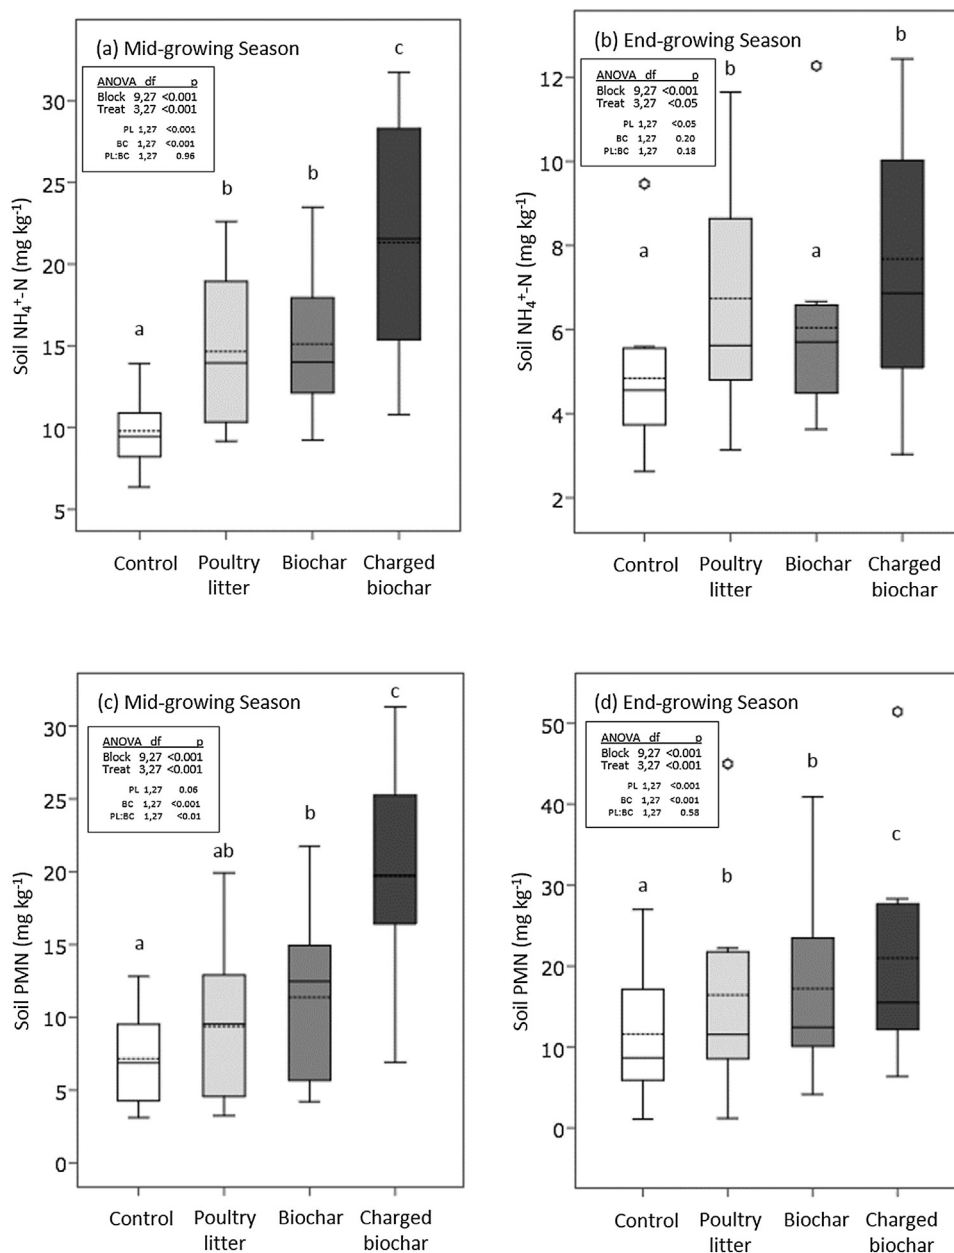 (a) Mid-growing Season
ANOVA df p
Block 9,27 <0.001
Treat 3,27 <0.001
PL 1,27 <0.001
BC 1,27 <0.001
PL:BC 1,27 0.96
Soil NH₄⁺-N (mg kg⁻¹)
30
25
20
15
10
5
a
b
b
c
Control
Poultry litter
Biochar
Charged biochar
(b) End-growing Season
ANOVA df p
Block 9,27 <0.001
Treat 3,27 <0.05
PL 1,27 <0.05
BC 1,27 0.20
PL:BC 1,27 0.18
Soil NH₄⁺-N (mg kg⁻¹)
12
10
8
6
4
2
a
b
a
b
Control
Poultry litter
Biochar
Charged biochar
(c) Mid-growing Season
ANOVA df p
Block 9,27 <0.001
Treat 3,27 <0.001
PL 1,27 0.06
BC 1,27 <0.001
PL:BC 1,27 <0.01
Soil PMN (mg kg⁻¹)
30
25
20
15
10
5
0
a
ab
b
c
Control
Poultry litter
Biochar
Charged biochar
(d) End-growing Season
ANOVA df p
Block 9,27 <0.001
Treat 3,27 <0.001
PL 1,27 <0.001
BC 1,27 <0.001
PL:BC 1,27 0.58
Soil PMN (mg kg⁻¹)
50
40
30
20
10
0
a
b
b
c
Control
Poultry litter
Biochar
Charged biochar